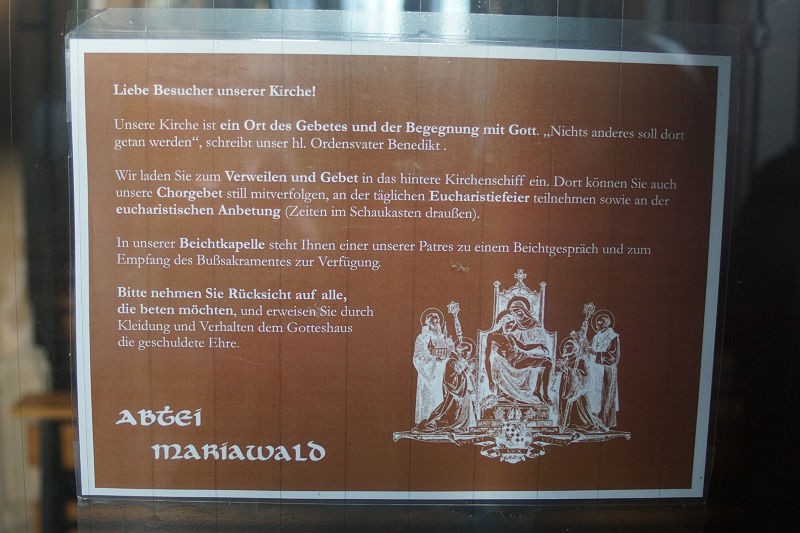 Liebe Besucher unserer Kirche!
Unsere Kirche ist ein Ort des Gebetes und der Begegnung mit Gott. „Nichts anderes soll dort
getan werden“, schreibt unser hl. Ordensvater Benedikt .
Wir laden Sie zum Verweilen und Gebet in das hintere Kirchenschiff ein. Dort können Sie auch
unsere Chorgebet still mitverfolgen, an der täglichen Eucharistiefeier teilnehmen sowie an der
eucharistischen Anbetung (Zeiten im Schaukasten draußen).
In unserer Beichtkapelle steht Ihnen einer unserer Patres zu einem Beichtgespräch und zum
Empfang des Bußsakramentes zur Verfügung.
Bitte nehmen Sie Rücksicht auf alle,
die beten möchten, und erweisen Sie durch
Kleidung und Verhalten dem Gotteshaus
die geschuldete Ehre.
ABTEI
MARIAWALD
LUX